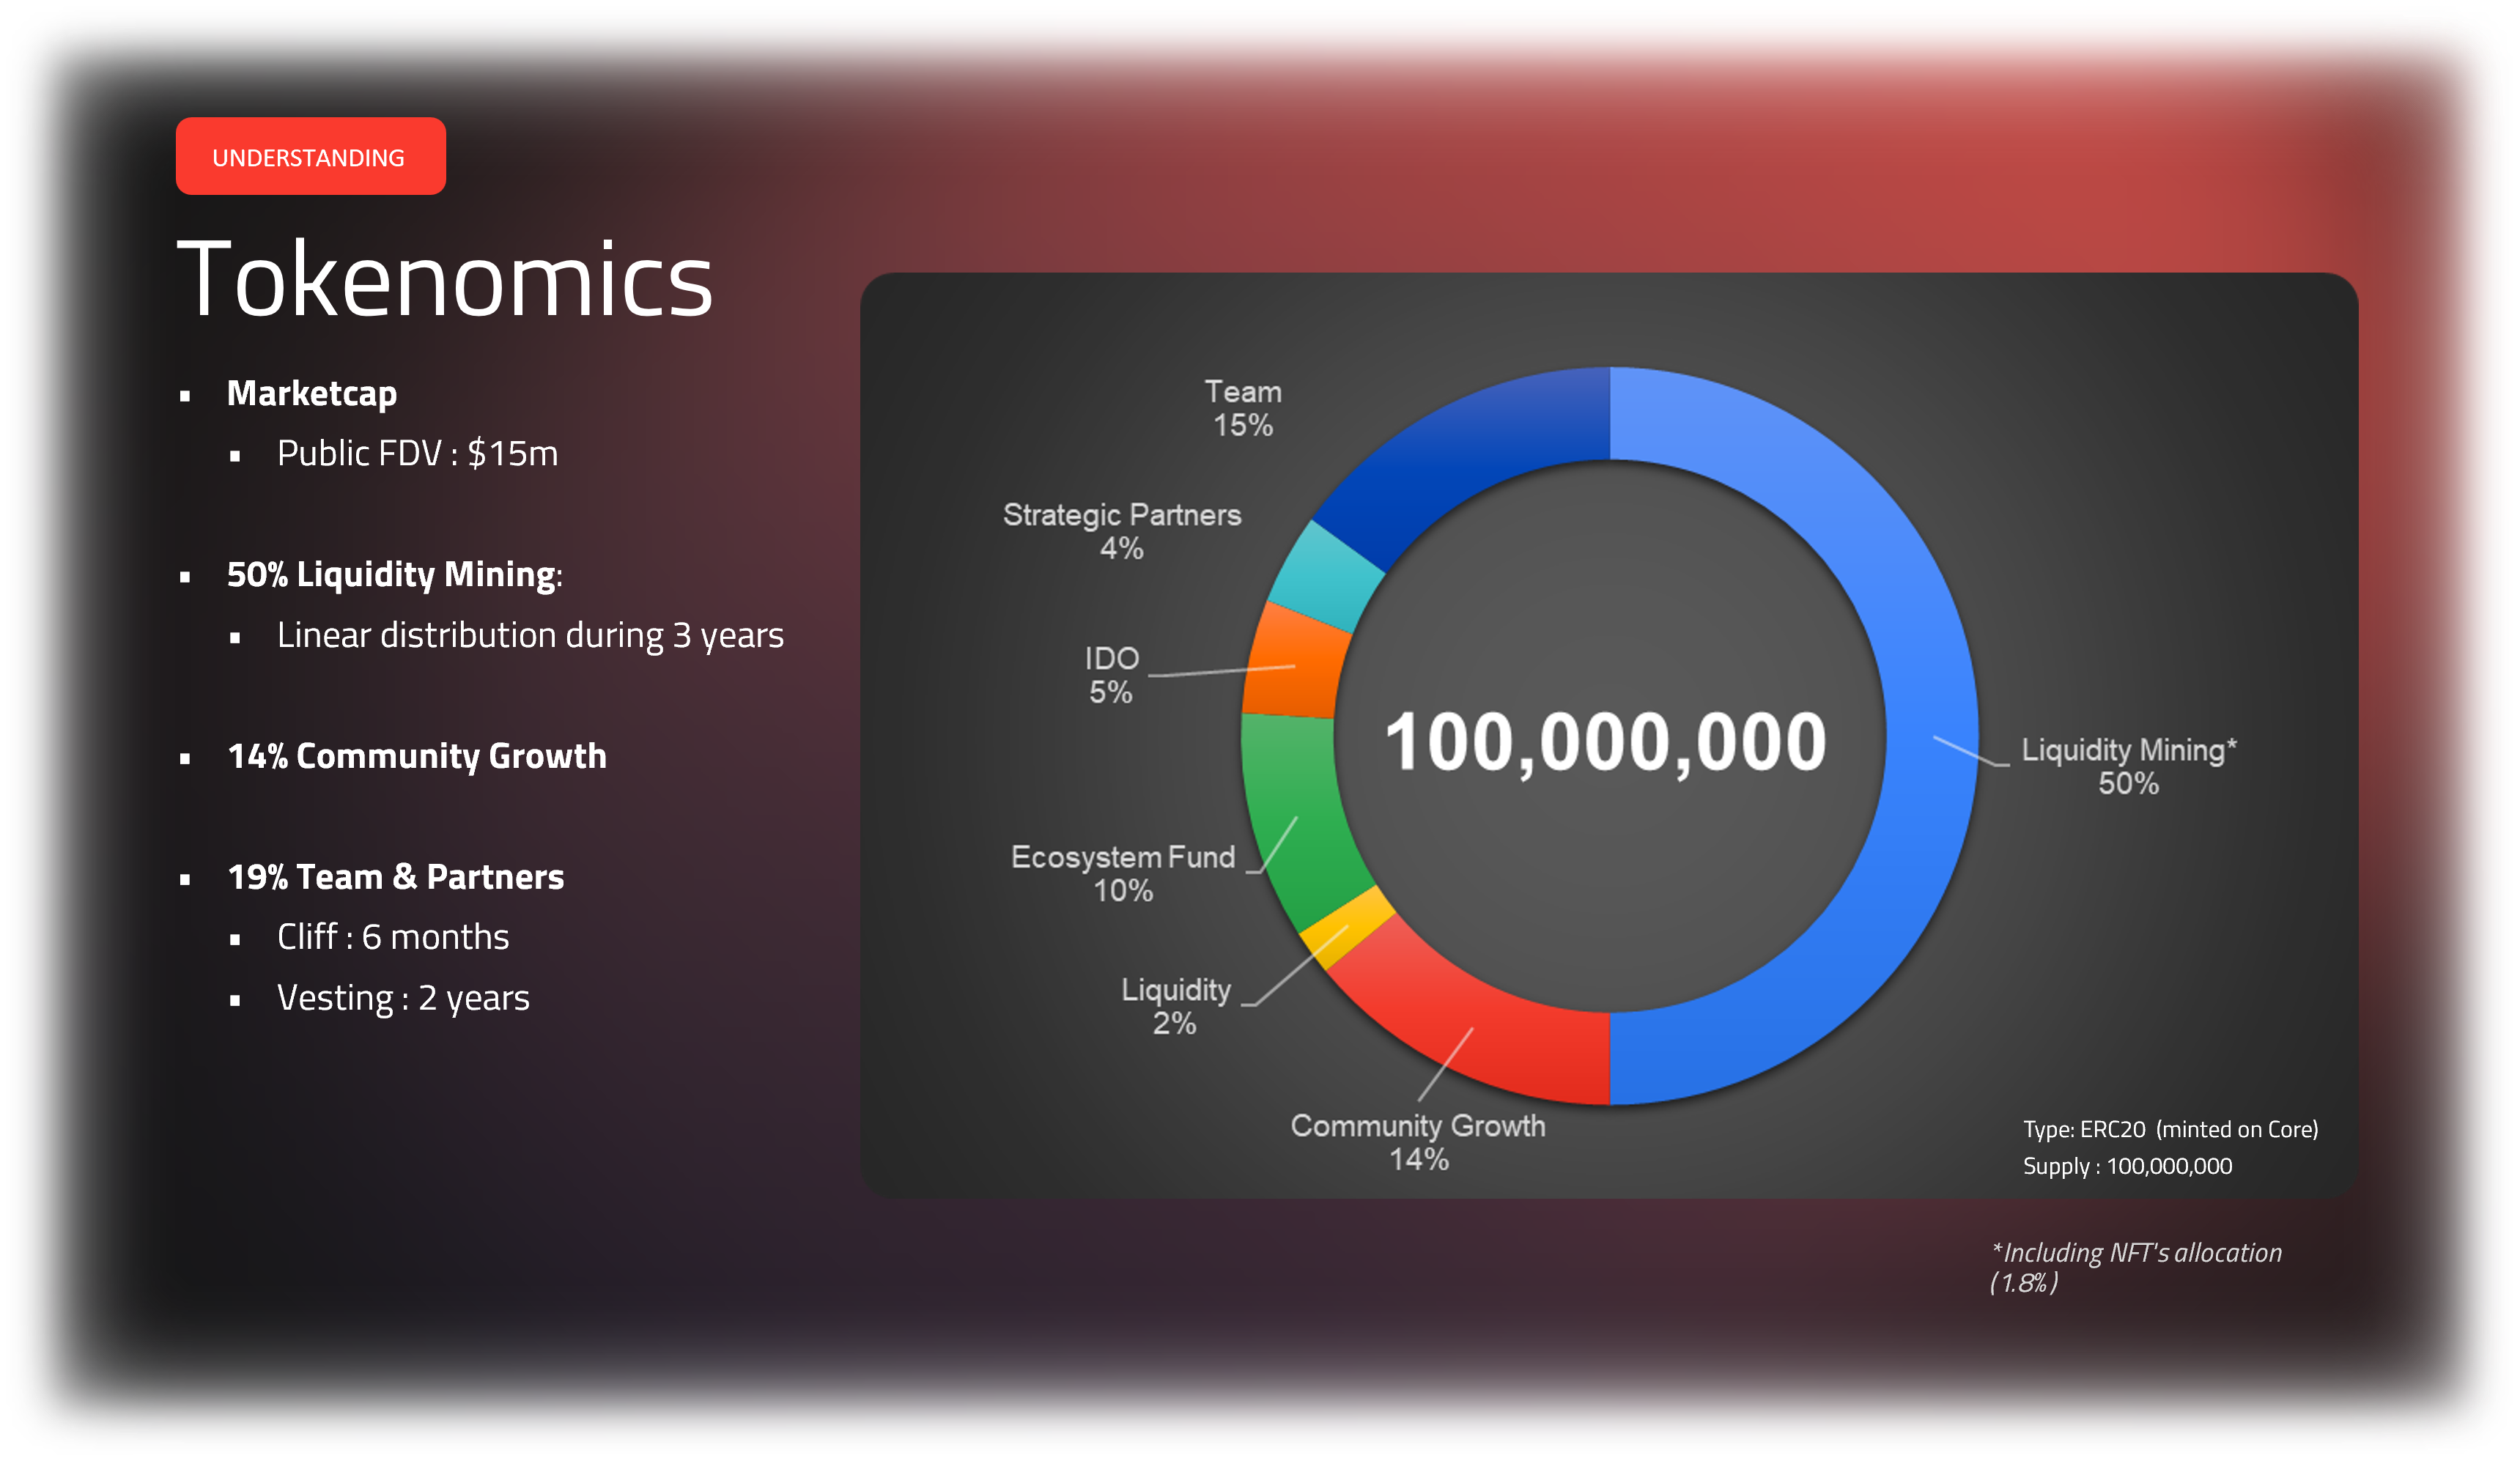 UNDERSTANDING
Tokenomics
▪ Marketcap
▪ Public FDV : $15m
▪ 50% Liquidity Mining:
▪ Linear distribution during 3 years
▪ 14% Community Growth
▪ 19% Team & Partners
▪ Cliff : 6 months
▪ Vesting : 2 years
Team
15%
Strategic Partners
4%
IDO
5%
Ecosystem Fund
10%
Liquidity
2%
Community Growth
14%
100,000,000
Liquidity Mining*
50%
Type: ERC20 (minted on Core)
Supply : 100,000,000
*Including NFT's allocation
(1.8%)